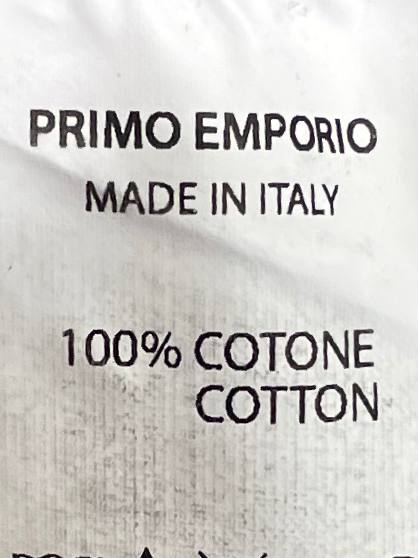 PRIMO EMPORIO
MADE IN ITALY
100% COTONE
COTTON